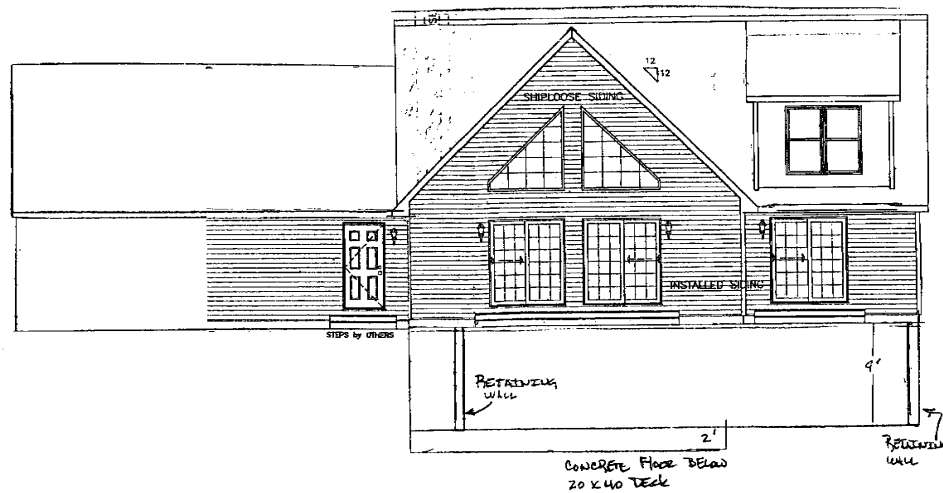 12
12
SHIPLOOSE SIDING
INSTALLED SIDING
STEPS by OTHERS
RETAINING
WALL
9'
2'
CONCRETE FLOOR BELOW
20 x 40 DECK
RETAINING
WALL